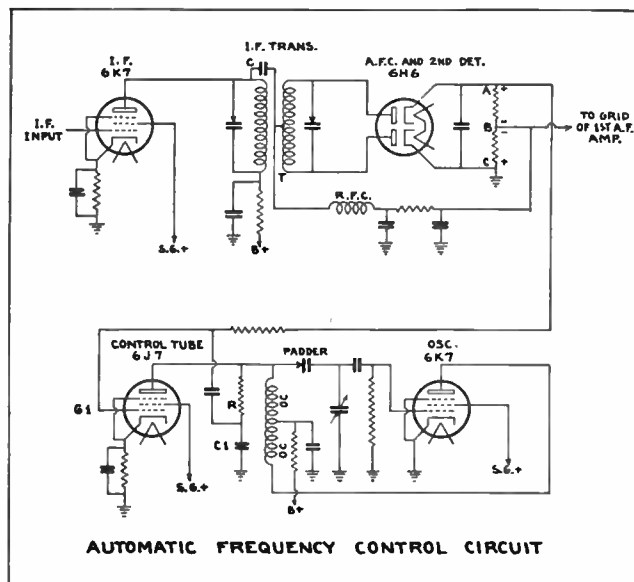 I.F.
6K7
I.F. TRANS.
C
A.F.C. AND 2ND DET.
6H6
I.F.
INPUT
A +
B =
C +
TO GRID
OF 1ST A.F.
AMP.
T
R.F.C.
S.G.+
B+
CONTROL TUBE
6J7
PADDER
OSC.
6K7
G1
R
OC
C1
OC
S.G.+
S.G.+
B+
AUTOMATIC FREQUENCY CONTROL CIRCUIT